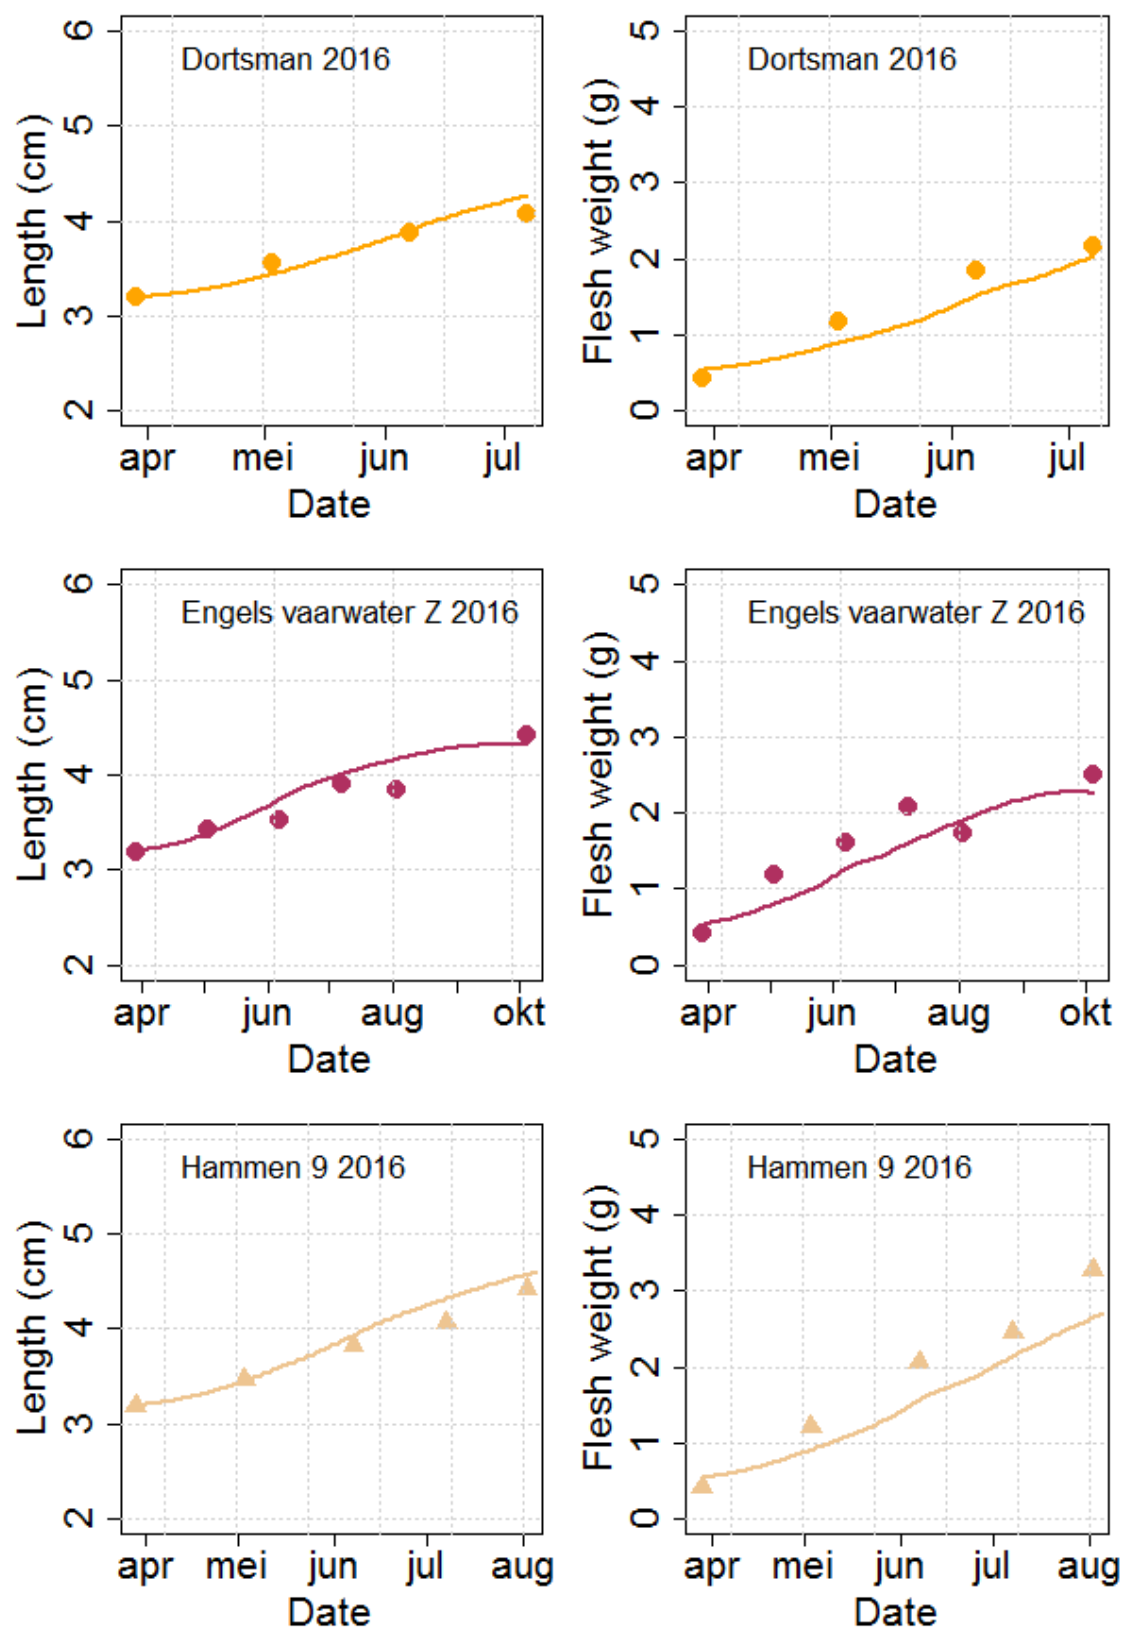 Dortsman 2016
Length (cm)
6
5
4
3
2
apr mei jun jul
Date
Dortsman 2016
Flesh weight (g)
5
4
3
2
1
0
apr mei jun jul
Date
Engels vaarwater Z 2016
Length (cm)
6
5
4
3
2
apr jun aug okt
Date
Engels vaarwater Z 2016
Flesh weight (g)
5
4
3
2
1
0
apr jun aug okt
Date
Hammen 9 2016
Length (cm)
6
5
4
3
2
apr mei jun jul aug
Date
Hammen 9 2016
Flesh weight (g)
5
4
3
2
1
0
apr mei jun jul aug
Date